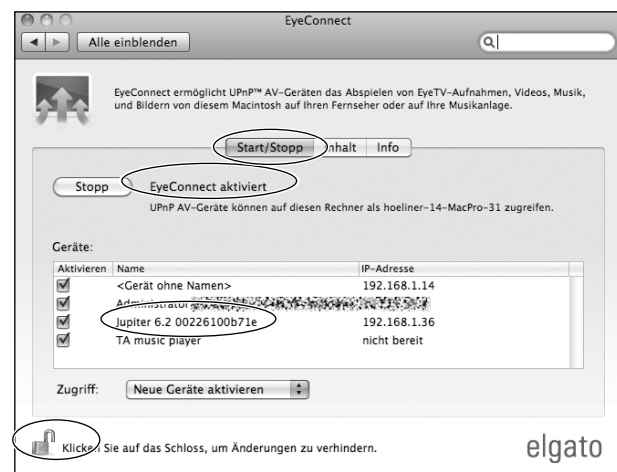 EyeConnect
Alle einblenden
EyeConnect ermöglicht UPnP™ AV-Geräten das Abspielen von EyeTV-Aufnahmen, Videos, Musik,
und Bildern von diesem Macintosh auf Ihren Fernseher oder auf Ihre Musikanlage.
Start/Stopp Inhalt Info
Stopp EyeConnect aktiviert
UPnP AV-Geräte können auf diesen Rechner als hoeliner-14-MacPro-31 zugreifen.
Geräte:
Aktivieren Name IP-Adresse
<Gerät ohne Namen> 192.168.1.14
Administrator
Jupiter 6.2 00226100b71e 192.168.1.36
TA music player nicht bereit
Zugriff: Neue Geräte aktivieren
Klicken Sie auf das Schloss, um Änderungen zu verhindern.
elgato